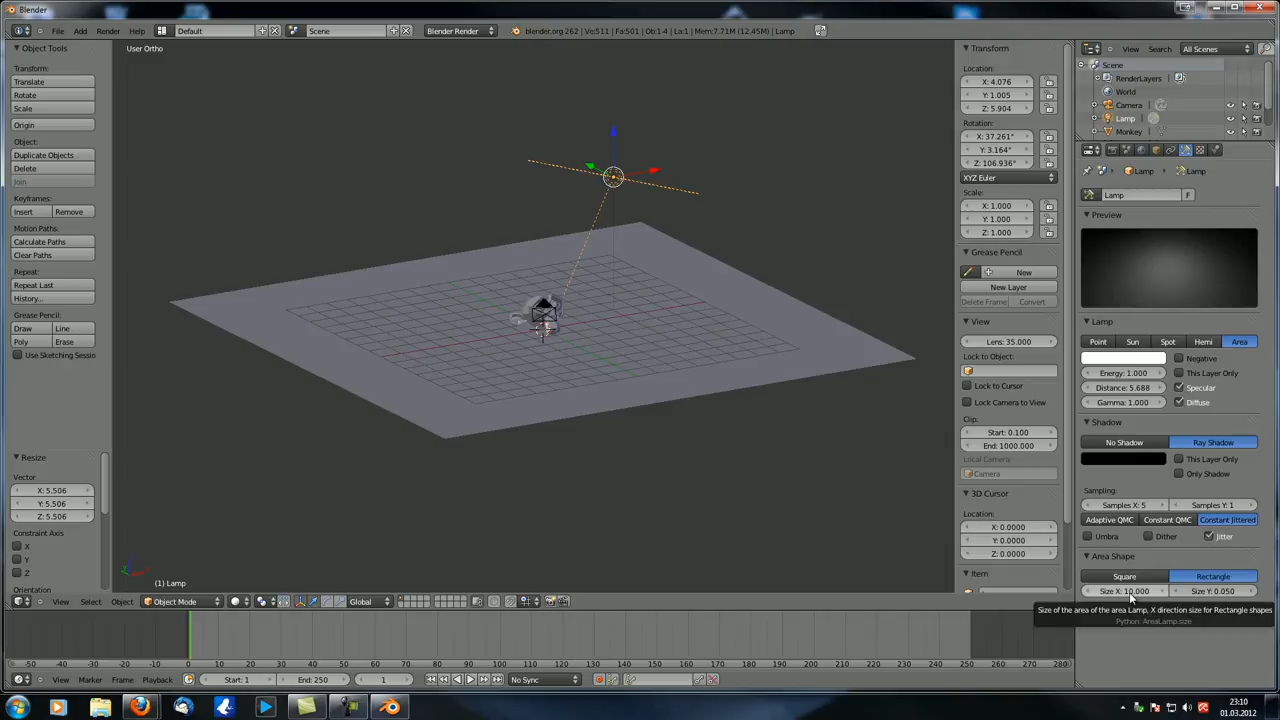 Blender
File Add Render Help
Default
Scene
Blender Render
blender.org 262 | Ve:511 | Fa:501 | Ob:1-4 | La:1 | Mem:7.71M (12.45M) | Lamp
Object Tools
Transform:
Translate
Rotate
Scale
Origin
Object:
Duplicate Objects
Delete
Join
Keyframes:
Insert Remove
Motion Paths:
Calculate Paths
Clear Paths
Repeat:
Repeat Last
History...
Grease Pencil:
Draw Line
Poly Erase
Use Sketching Sessio
Resize
Vector
X: 5.506
Y: 5.506
Z: 5.506
Constraint Axis
X
Y
Z
Orientation
User Ortho
(1) Lamp
View Select Object
Object Mode
Global
Transform
Location:
X: 4.076
Y: 1.005
Z: 5.904
Rotation:
X: 37.261°
Y: 3.164°
Z: 106.936°
XYZ Euler
Scale:
X: 1.000
Y: 1.000
Z: 1.000
Grease Pencil
New
New Layer
Delete Frame Convert
View
Lens: 35.000
Lock to Object:
Lock to Cursor
Lock Camera to View
Clip:
Start: 0.100
End: 1000.000
Local Camera:
Camera
3D Cursor
Location:
X: 0.0000
Y: 0.0000
Z: 0.0000
Item
View Search All Scenes
Scene
RenderLayers
World
Camera
Lamp
Monkey
Lamp Lamp
Lamp F
Preview
Lamp
Point Sun Spot Hemi Area
Negative
Energy: 1.000 This Layer Only
Distance: 5.688 Specular
Gamma: 1.000 Diffuse
Shadow
No Shadow Ray Shadow
This Layer Only
Only Shadow
Sampling:
Samples X: 5 Samples Y: 1
Adaptive QMC Constant QMC Constant Jittered
Umbra Dither Jitter
Area Shape
Square Rectangle
Size X: 10.000 Size Y: 0.050
Size of the area of the area Lamp, X direction size for Rectangle shapes
Python: AreaLamp.size
-50 -40 -30 -20 -10 0 10 20 30 40 50 60 70 80 90 100 110 120 130 140 150 160 170 180 190 200 210 220 230 240 250 260 270 280
View Marker Frame Playback
Start: 1 End: 250 1
No Sync
23:10
01.03.2012